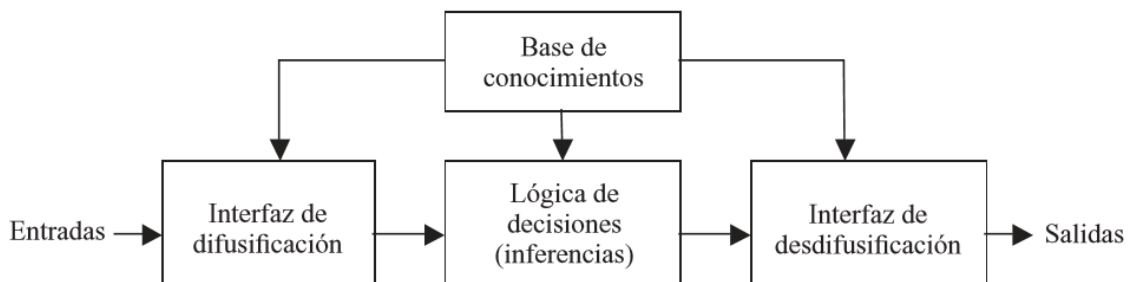 Base de
conocimientos
Entradas
Interfaz de
difusificación
Lógica de
decisiones
(inferencias)
Interfaz de
desdifusificación
Salidas